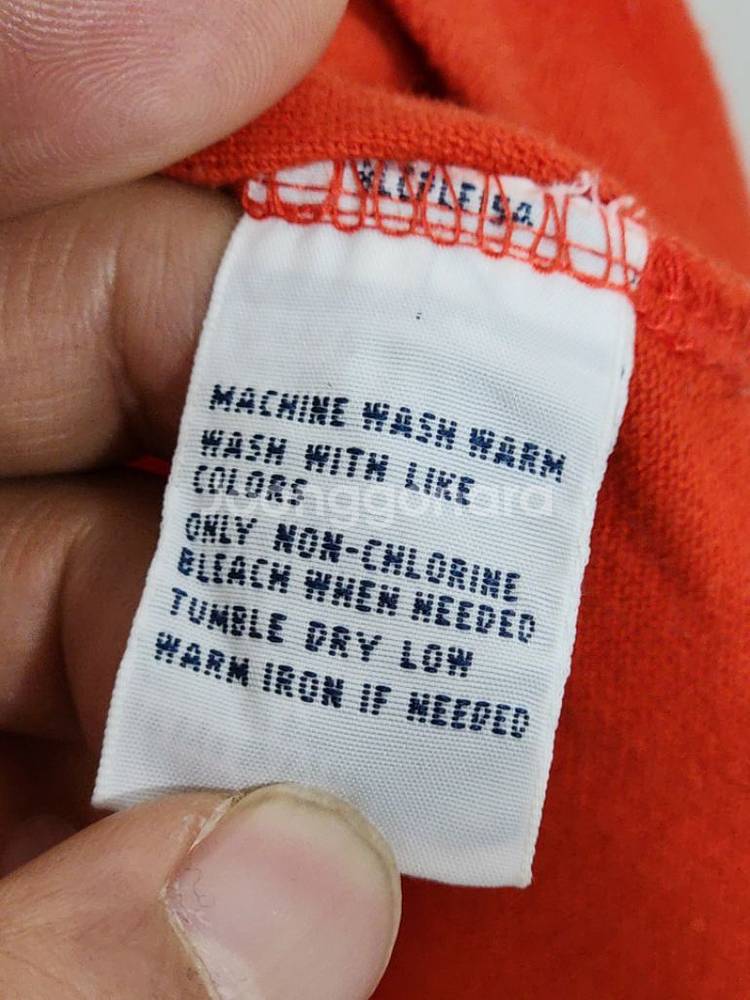 MACHINE WASH WARM
WASH WITH LIKE
COLORS
ONLY NON-CHLORINE
BLEACH WHEN NEEDED
TUMBLE DRY LOW
WARM IRON IF NEEDED